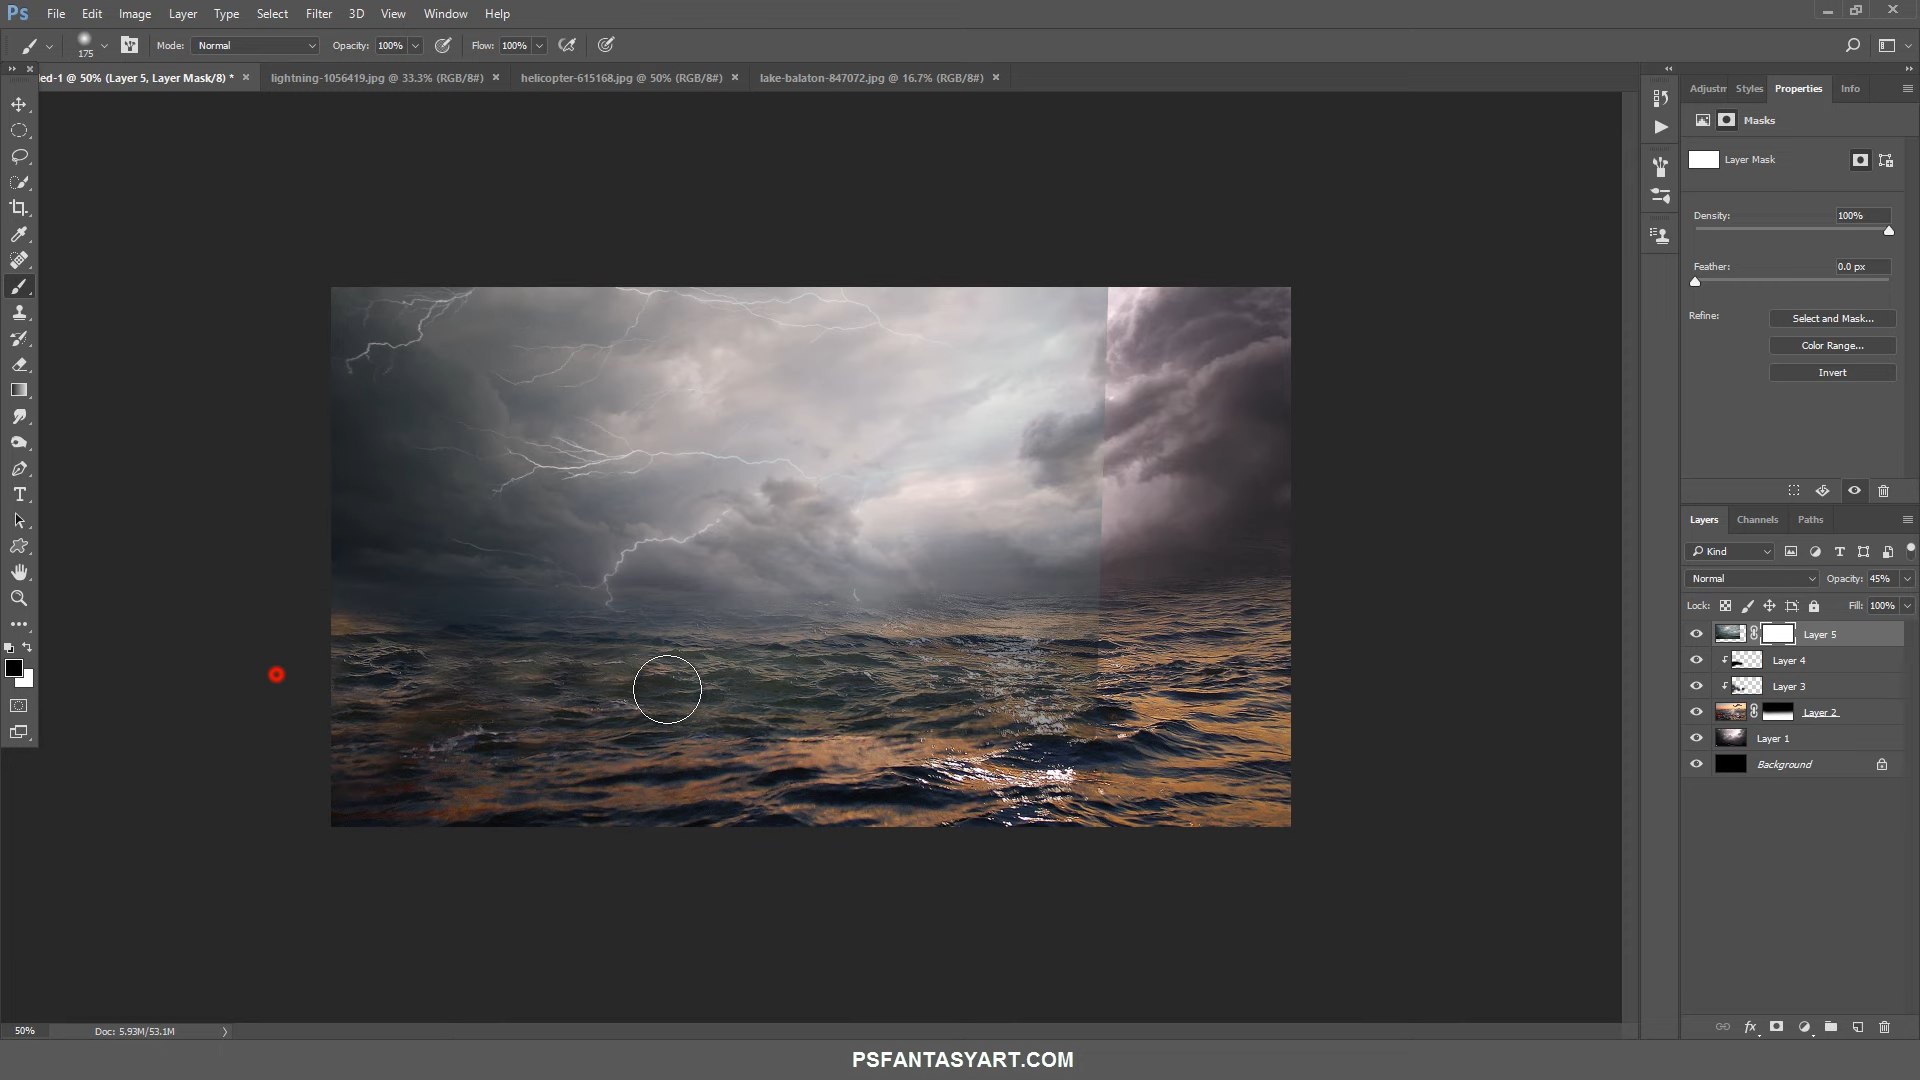 Ps File Edit Image Layer Type Select Filter 3D View Window Help
175 Mode: Normal Opacity: 100% Flow: 100%
ed-1 @ 50% (Layer 5, Layer Mask/8) * × lightning-1056419.jpg @ 33.3% (RGB/8#) × helicopter-615168.jpg @ 50% (RGB/8#) × lake-balaton-847072.jpg @ 16.7% (RGB/8#) ×
Adjustm Styles Properties Info
Masks
Layer Mask
Density: 100%
Feather: 0.0 px
Refine: Select and Mask...
Color Range...
Invert
Layers Channels Paths
Kind
Normal Opacity: 45%
Lock: Fill: 100%
Layer 5
Layer 4
Layer 3
Layer 2
Layer 1
Background
50% Doc: 5.93M/53.1M
PSFANTASYART.COM